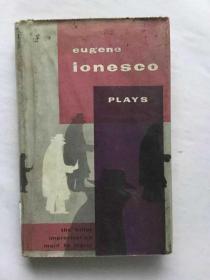 eugene
ionesco
PLAYS
the killer
improvisation
maid to marry